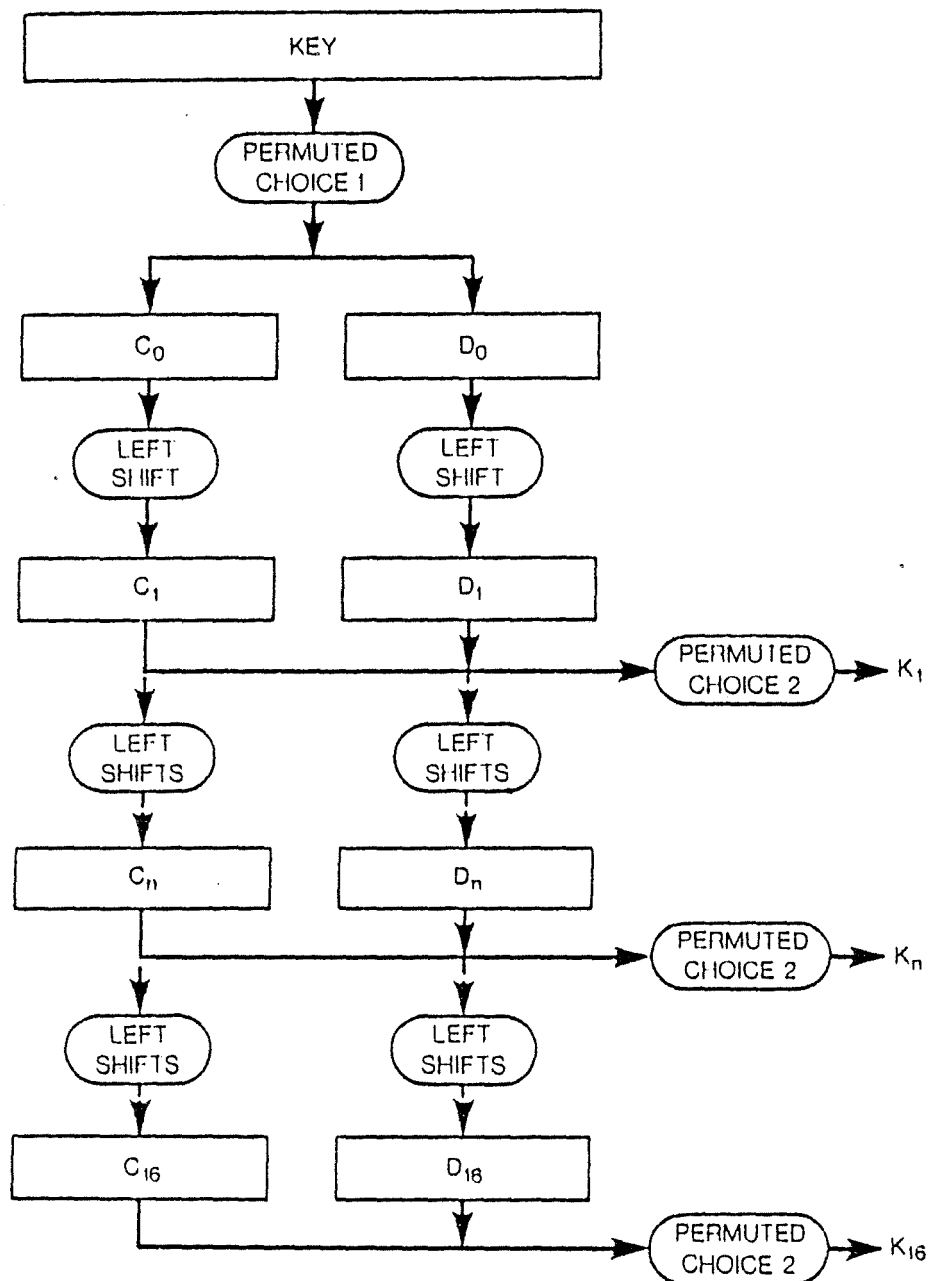 KEY
PERMUTED
CHOICE 1
C₀
D₀
LEFT
SHIFT
LEFT
SHIFT
C₁
D₁
PERMUTED
CHOICE 2
K₁
LEFT
SHIFTS
LEFT
SHIFTS
Cₙ
Dₙ
PERMUTED
CHOICE 2
Kₙ
LEFT
SHIFTS
LEFT
SHIFTS
C₁₆
D₁₆
PERMUTED
CHOICE 2
K₁₆